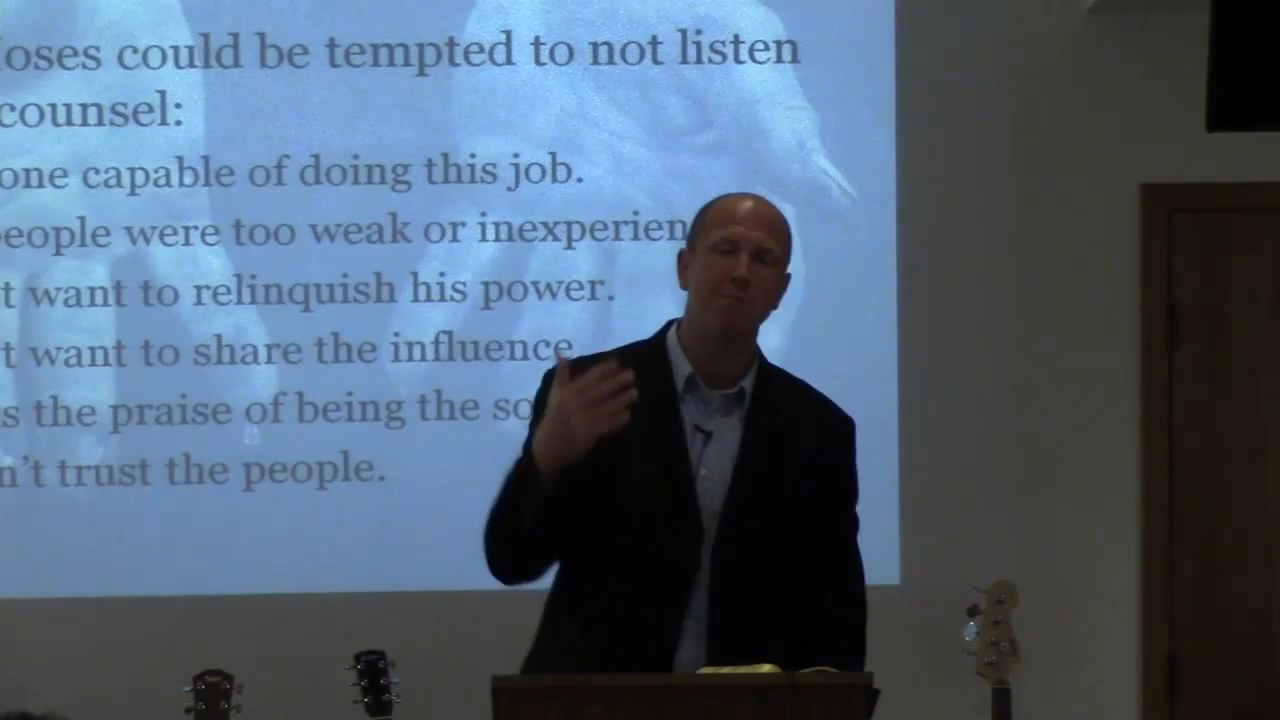 oses could be tempted to not listen
counsel:
one capable of doing this job.
people were too weak or inexperien
t want to relinquish his power.
t want to share the influence
s the praise of being the so
n't trust the people.